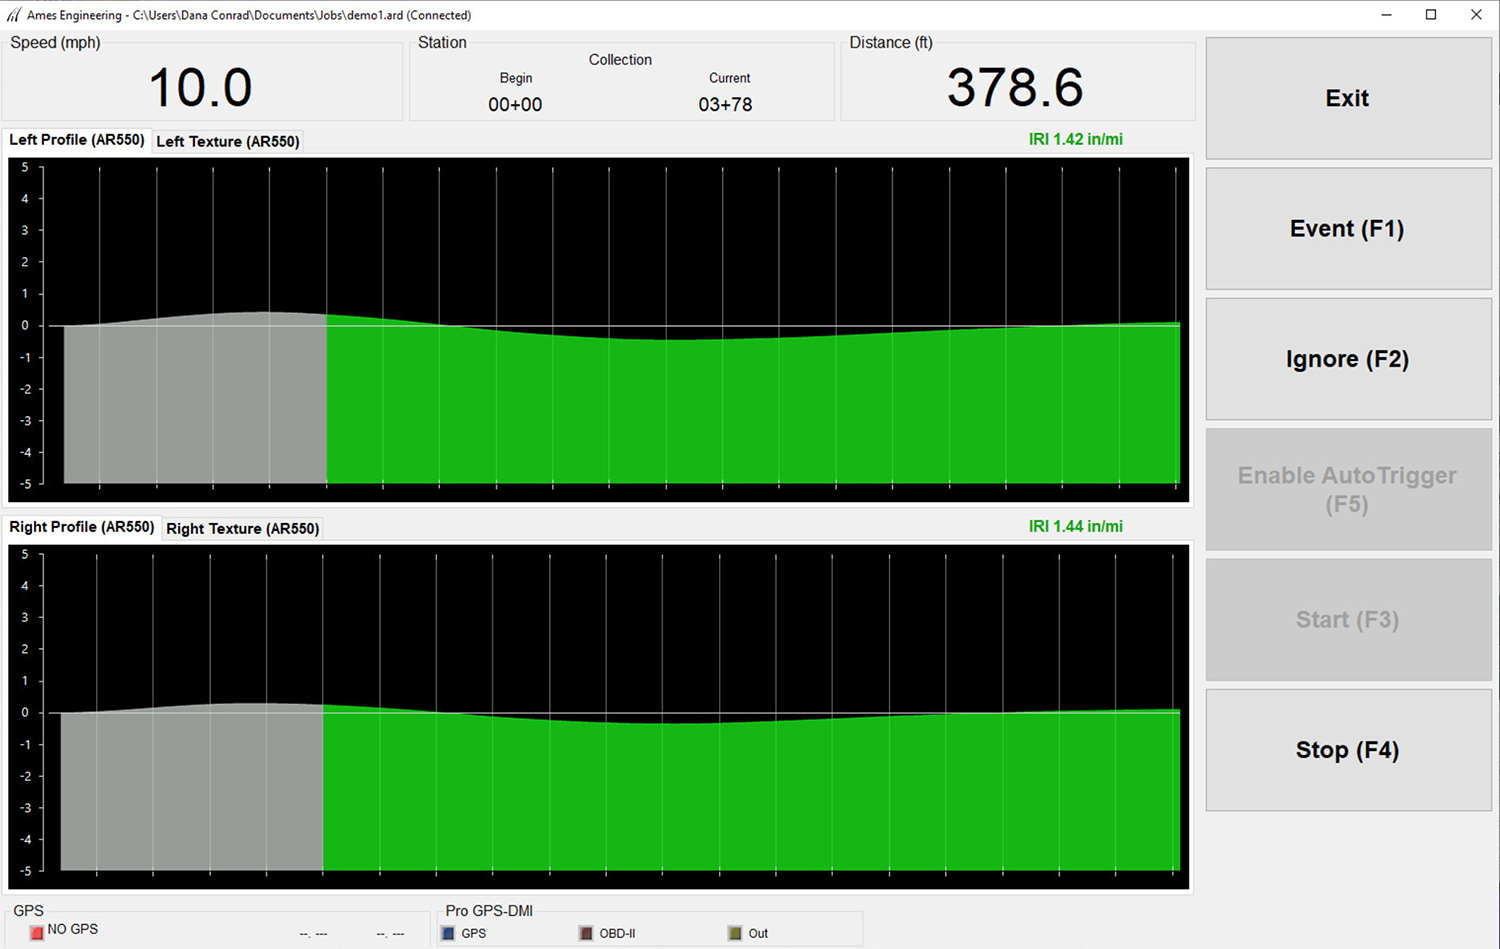 Ames Engineering - C:\Users\Dana Conrad\Documents\Jobs\demo1.ard (Connected)
Speed (mph)
10.0
Station
Collection
Begin Current
00+00 03+78
Distance (ft)
378.6
Exit
Event (F1)
Ignore (F2)
Enable AutoTrigger
(F5)
Start (F3)
Stop (F4)
Left Profile (AR550) Left Texture (AR550) IRI 1.42 in/mi
5
4
3
2
1
0
-1
-2
-3
-4
-5
Right Profile (AR550) Right Texture (AR550) IRI 1.44 in/mi
5
4
3
2
1
0
-1
-2
-3
-4
-5
GPS
NO GPS --. --- --. ---
Pro GPS-DMI
GPS OBD-II Out